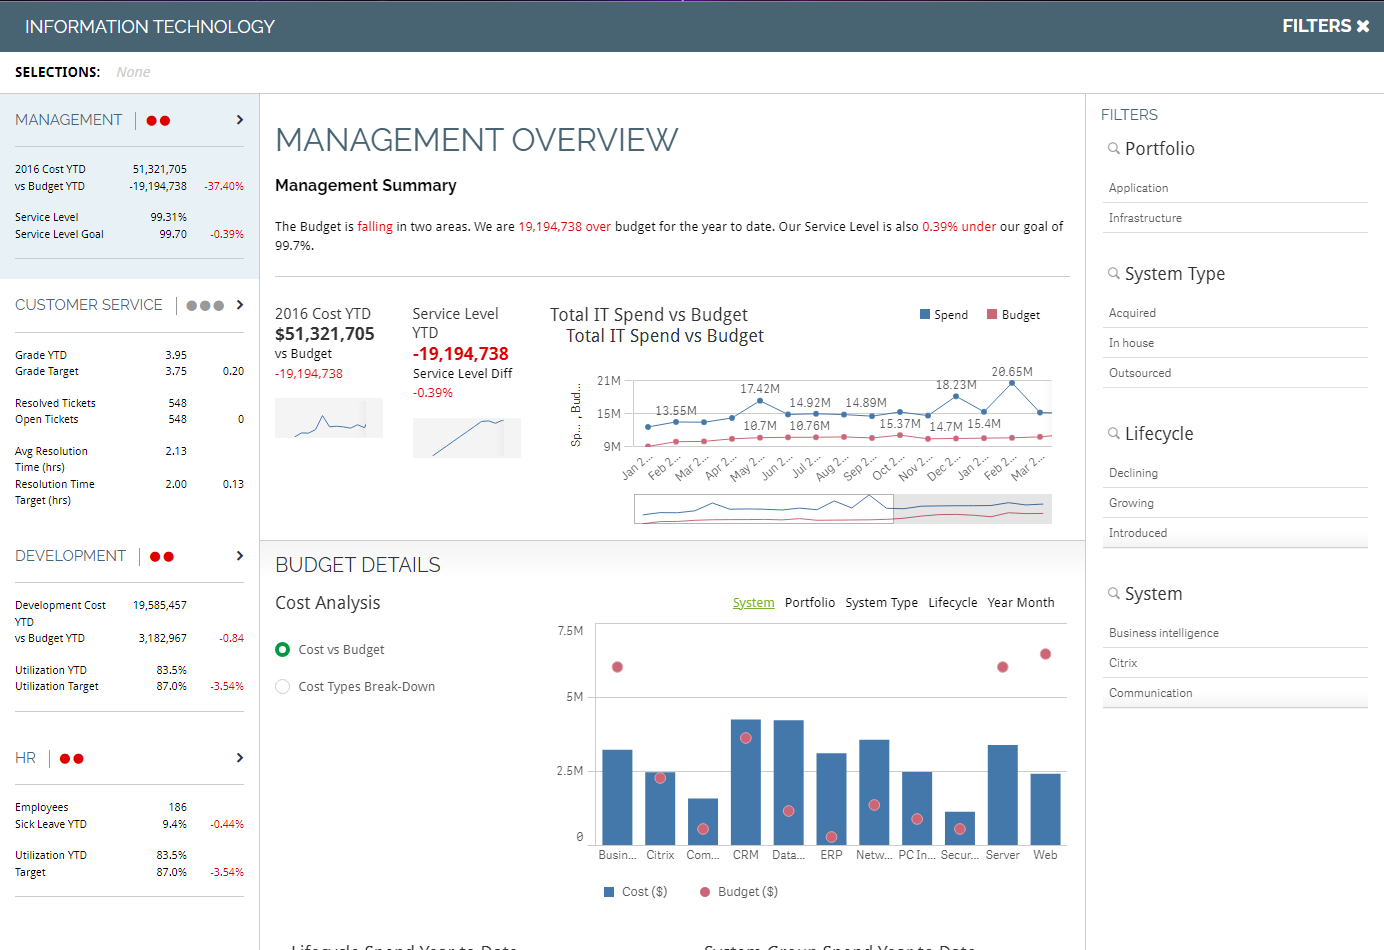 INFORMATION TECHNOLOGY
FILTERS ✖
SELECTIONS: None
MANAGEMENT
2016 Cost YTD 51,321,705
vs Budget YTD -19,194,738 -37.40%
Service Level 99.31%
Service Level Goal 99.70 -0.39%
CUSTOMER SERVICE
Grade YTD 3.95
Grade Target 3.75 0.20
Resolved Tickets 548
Open Tickets 548 0
Avg Resolution 2.13
Time (hrs)
Resolution Time 2.00 0.13
Target (hrs)
DEVELOPMENT
Development Cost 19,585,457
YTD
vs Budget YTD 3,182,967 -0.84
Utilization YTD 83.5%
Utilization Target 87.0% -3.54%
HR
Employees 186
Sick Leave YTD 9.4% -0.44%
Utilization YTD 83.5%
Target 87.0% -3.54%
MANAGEMENT OVERVIEW
Management Summary
The Budget is falling in two areas. We are 19,194,738 over budget for the year to date. Our Service Level is also 0.39% under our goal of
99.7%.
2016 Cost YTD
$51,321,705
vs Budget
-19,194,738
Service Level
YTD
-19,194,738
Service Level Diff
-0.39%
Total IT Spend vs Budget
Total IT Spend vs Budget
Spend Budget
Sp... , Bud...
21M
15M
9M
13.55M
17.42M
14.92M
14.89M
18.23M
20.65M
10.7M
10.76M
15.37M
14.7M
15.4M
Jan 2... Feb 2... Mar 2... Apr 2... May 2... Jun 2... Jul 2... Aug 2... Sep 2... Oct 2... Nov 2... Dec 2... Jan 2... Feb 2... Mar 2...
BUDGET DETAILS
Cost Analysis
System Portfolio System Type Lifecycle Year Month
Cost vs Budget
Cost Types Break-Down
7.5M
5M
2.5M
0
Busin... Citrix Com... CRM Data... ERP Netw... PC In... Secur... Server Web
Cost ($) Budget ($)
Lifecycle Spend Year to Date
System Group Spend Year to Date
FILTERS
Portfolio
Application
Infrastructure
System Type
Acquired
In house
Outsourced
Lifecycle
Declining
Growing
Introduced
System
Business intelligence
Citrix
Communication